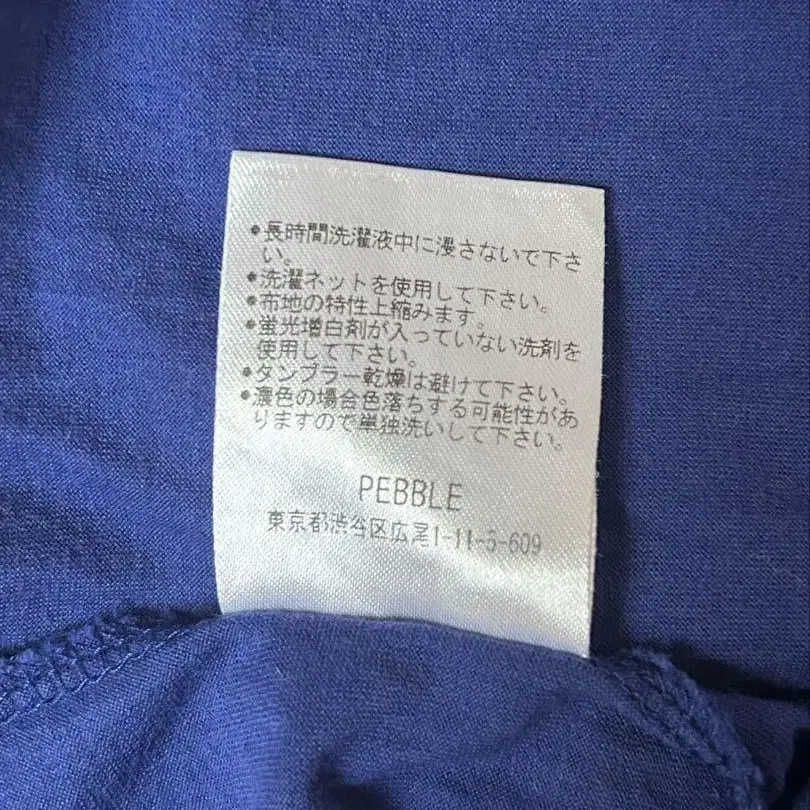 •長時間洗濯液中に浸さないで下さ
い。
•洗濯ネットを使用して下さい。
•布地の特性上縮みます。
•蛍光増白剤が入っていない洗剤を
使用して下さい。
•タンブラー乾燥は避けて下さい。
•濃色の場合色落ちする可能性があ
りますので単独洗いして下さい。
PEBBLE
東京都渋谷区広尾1-11-5-609